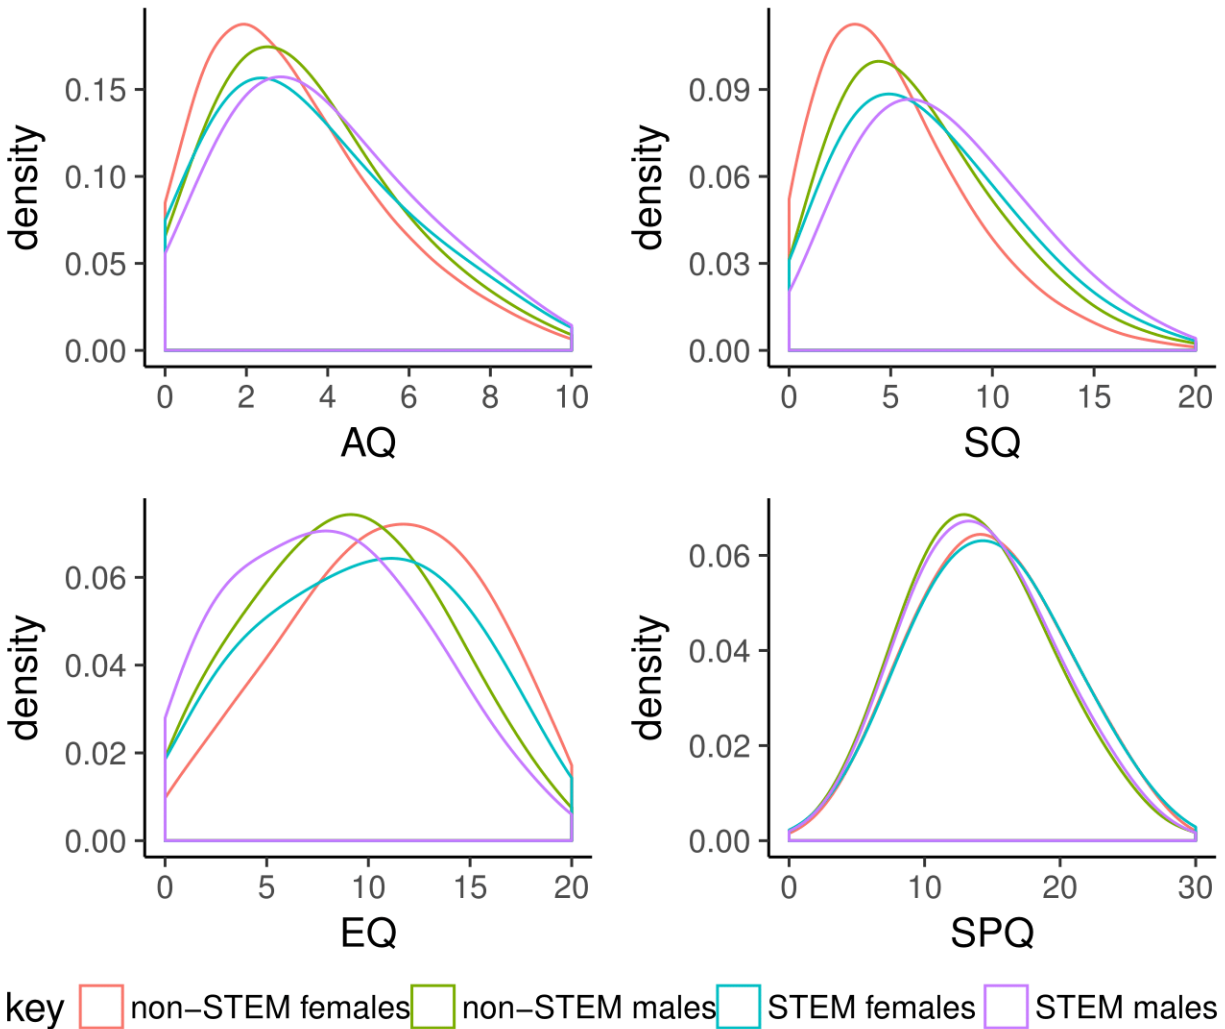 density
0.15
0.10
0.05
0.00
0 2 4 6 8 10
AQ
density
0.09
0.06
0.03
0.00
0 5 10 15 20
SQ
density
0.06
0.04
0.02
0.00
0 5 10 15 20
EQ
density
0.06
0.04
0.02
0.00
0 10 20 30
SPQ
key non−STEM females non−STEM males STEM females STEM males